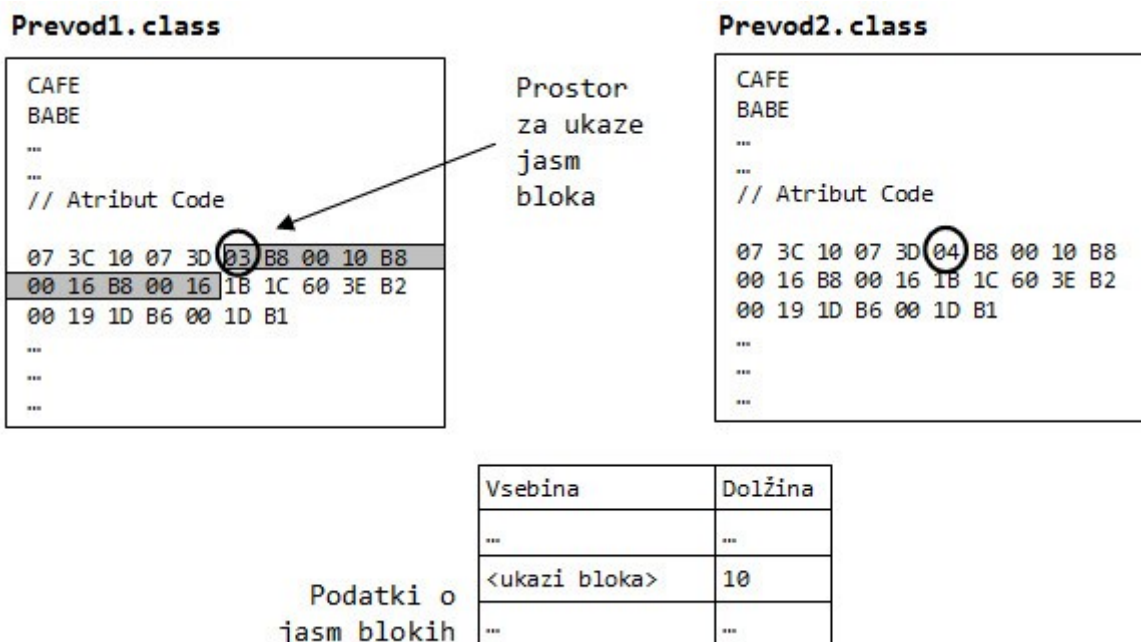 Prevod1.class
CAFE
BABE
…
…
// Atribut Code
07 3C 10 07 3D 03 B8 00 10 B8
00 16 B8 00 16 1B 1C 60 3E B2
00 19 1D B6 00 1D B1
…
…
…
Prostor
za ukaze
jasm
bloka
Prevod2.class
CAFE
BABE
…
…
// Atribut Code
07 3C 10 07 3D 04 B8 00 10 B8
00 16 B8 00 16 1B 1C 60 3E B2
00 19 1D B6 00 1D B1
…
…
…
Podatki o
jasm blokih
Vsebina Dolžina
… …
<ukazi bloka> 10
… …